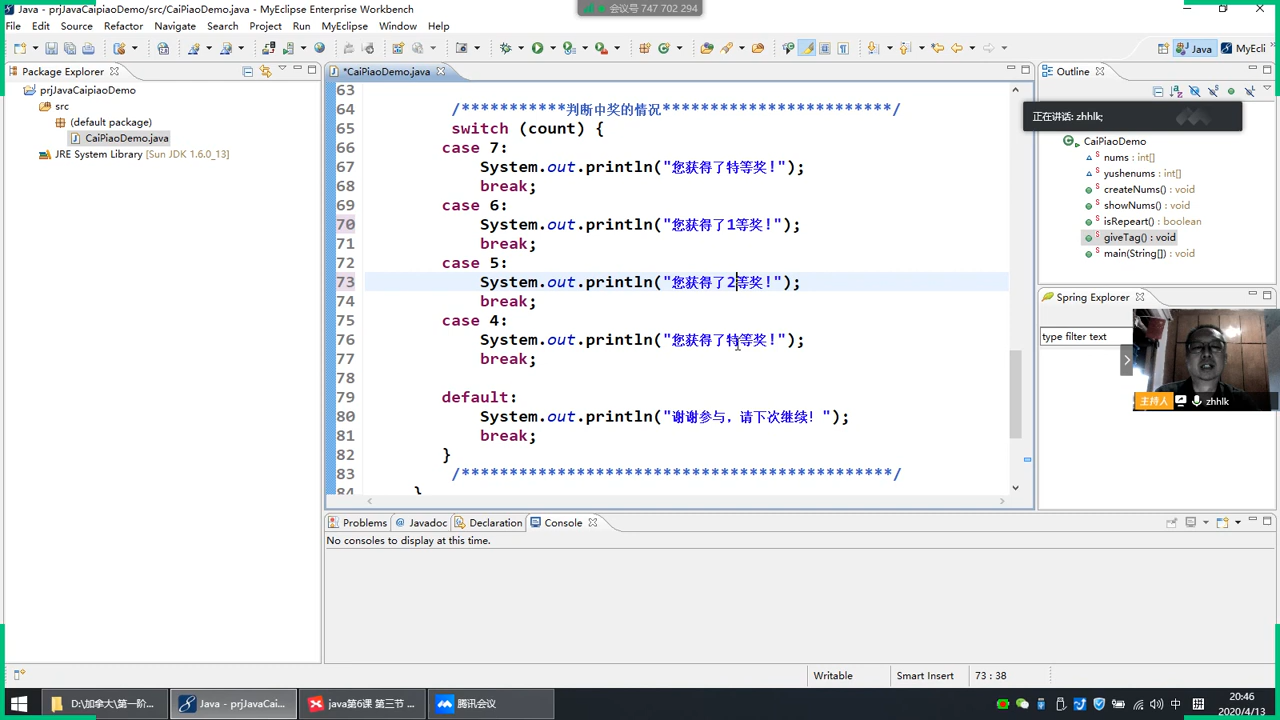 Java - prjJavaCaipiaoDemo/src/CaiPiaoDemo.java - MyEclipse Enterprise Workbench
会议号 747 702 294
File Edit Source Refactor Navigate Search Project Run MyEclipse Window Help
Java
MyEcli
Package Explorer
*CaiPiaoDemo.java
Outline
prjJavaCaipiaoDemo
src
(default package)
CaiPiaoDemo.java
JRE System Library [Sun JDK 1.6.0_13]
63
64 /***********判断中奖的情况************************/
65 switch (count) {
66 case 7:
67 System.out.println("您获得了特等奖!");
68 break;
69 case 6:
70 System.out.println("您获得了1等奖!");
71 break;
72 case 5:
73 System.out.println("您获得了2等奖!");
74 break;
75 case 4:
76 System.out.println("您获得了特等奖!");
77 break;
78
79 default:
80 System.out.println("谢谢参与，请下次继续！");
81 break;
82 }
83 /*********************************************/
84 }
正在讲话: zhhlk;
CaiPiaoDemo
nums : int[]
yushenums : int[]
createNums() : void
showNums() : void
isRepeart() : boolean
giveTag() : void
main(String[]) : void
Spring Explorer
type filter text
主持人 zhhlk
Problems @ Javadoc Declaration Console
No consoles to display at this time.
Writable Smart Insert 73 : 38
D:\加拿大\第一阶...
Java - prjJavaCai...
java第6课 第三节 ...
腾讯会议
中
拼
20:46
2020/4/13